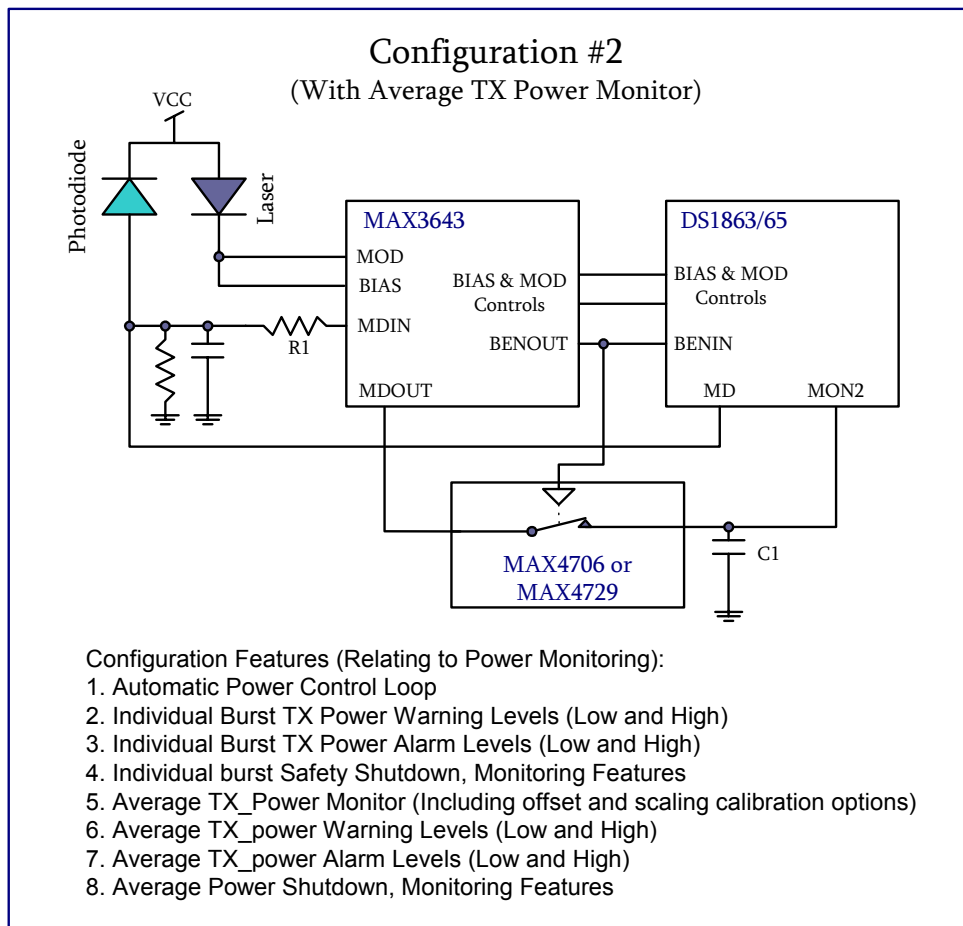 Configuration #2
(With Average TX Power Monitor)
VCC
Photodiode
Laser
MAX3643
MOD
BIAS
MDIN
MDOUT
BIAS & MOD
Controls
BENOUT
R1
DS1863/65
BIAS & MOD
Controls
BENIN
MD
MON2
MAX4706 or
MAX4729
C1
Configuration Features (Relating to Power Monitoring):
1. Automatic Power Control Loop
2. Individual Burst TX Power Warning Levels (Low and High)
3. Individual Burst TX Power Alarm Levels (Low and High)
4. Individual burst Safety Shutdown, Monitoring Features
5. Average TX_Power Monitor (Including offset and scaling calibration options)
6. Average TX_power Warning Levels (Low and High)
7. Average TX_power Alarm Levels (Low and High)
8. Average Power Shutdown, Monitoring Features